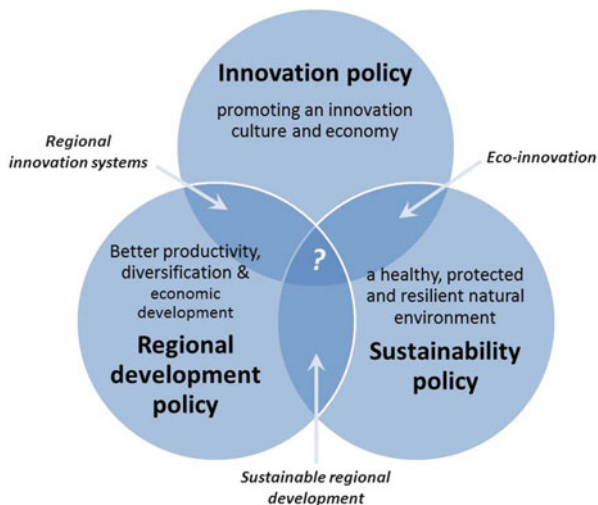 Innovation policy
promoting an innovation
culture and economy
Regional
innovation systems
Eco-innovation
?
Better productivity,
diversification &
economic
development
Regional
development
policy
a healthy, protected
and resilient natural
environment
Sustainability
policy
Sustainable regional
development